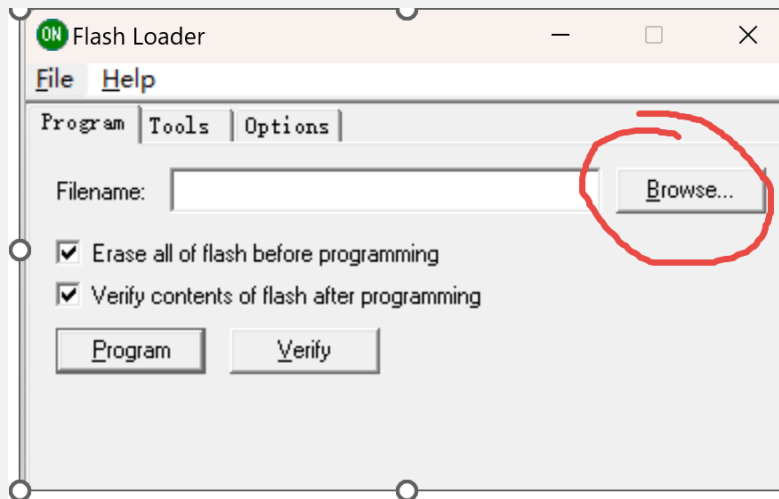 ON Flash Loader
File Help
Program Tools Options
Filename: Browse...
Erase all of flash before programming
Verify contents of flash after programming
Program Verify